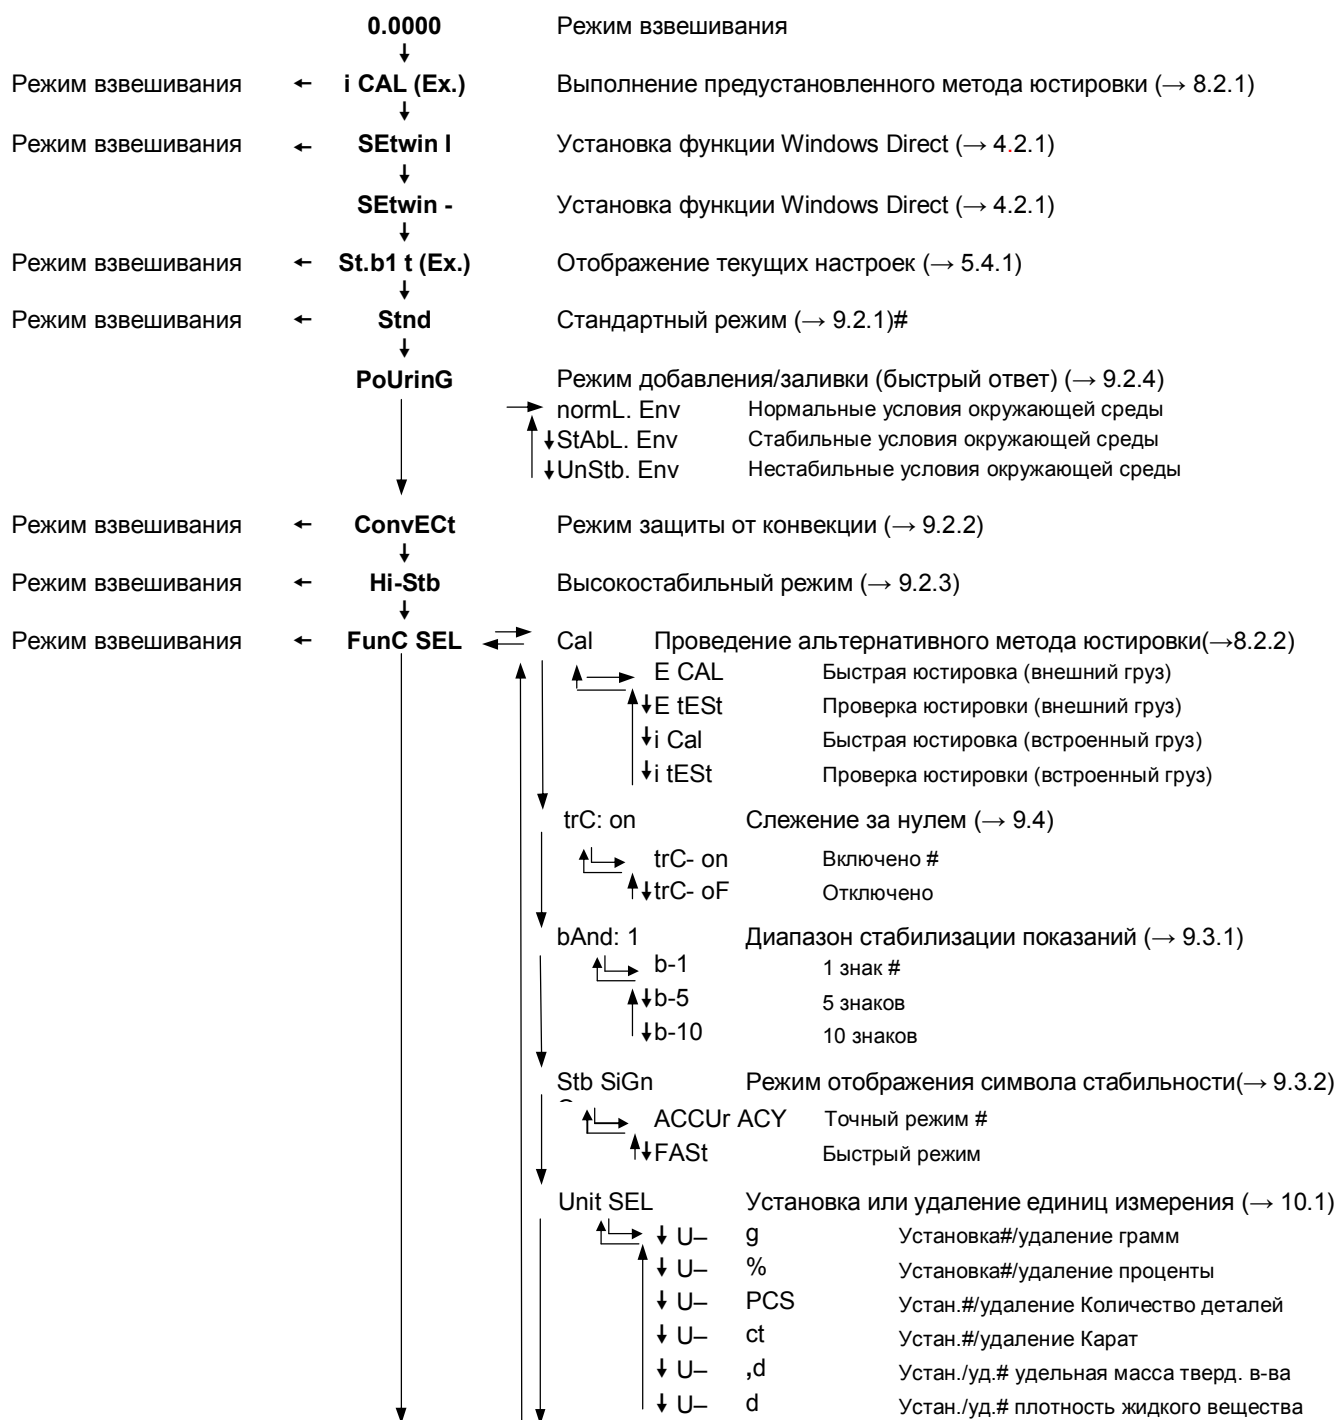 0.0000 Режим взвешивания
Режим взвешивания ← i CAL (Ex.) Выполнение предустановленного метода юстировки (→ 8.2.1)
Режим взвешивания ← SEtwin I Установка функции Windows Direct (→ 4.2.1)
SEtwin - Установка функции Windows Direct (→ 4.2.1)
Режим взвешивания ← St.b1 t (Ex.) Отображение текущих настроек (→ 5.4.1)
Режим взвешивания ← Stnd Стандартный режим (→ 9.2.1)#
PoUrinG Режим добавления/заливки (быстрый ответ) (→ 9.2.4)
normL. Env Нормальные условия окружающей среды
StAbL. Env Стабильные условия окружающей среды
UnStb. Env Нестабильные условия окружающей среды
Режим взвешивания ← ConvECt Режим защиты от конвекции (→ 9.2.2)
Режим взвешивания ← Hi-Stb Высокостабильный режим (→ 9.2.3)
Режим взвешивания ← FunC SEL Cal Проведение альтернативного метода юстировки(→8.2.2)
E CAL Быстрая юстировка (внешний груз)
E tESt Проверка юстировки (внешний груз)
i Cal Быстрая юстировка (встроенный груз)
i tESt Проверка юстировки (встроенный груз)
trC: on Слежение за нулем (→ 9.4)
trC- on Включено #
trC- oF Отключено
bAnd: 1 Диапазон стабилизации показаний (→ 9.3.1)
b-1 1 знак #
b-5 5 знаков
b-10 10 знаков
Stb SiGn Режим отображения символа стабильности(→ 9.3.2)
ACCUr ACY Точный режим #
FASt Быстрый режим
Unit SEL Установка или удаление единиц измерения (→ 10.1)
U– g Установка#/удаление грамм
U– % Установка#/удаление проценты
U– PCS Устан.#/удаление Количество деталей
U– ct Устан.#/удаление Карат
U– ,d Устан./уд.# удельная масса тверд. в-ва
U– d Устан./уд.# плотность жидкого вещества